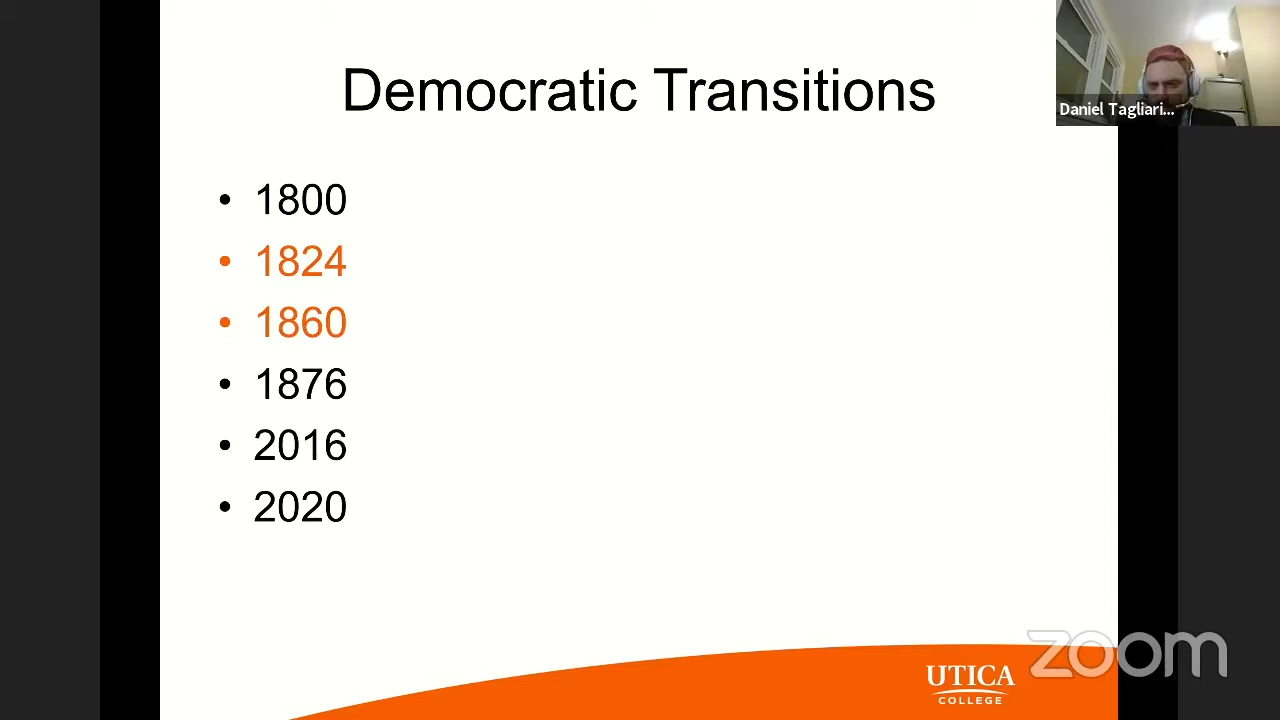 Democratic Transitions
Daniel Tagliari...
• 1800
• 1824
• 1860
• 1876
• 2016
• 2020
zoom
UTICA
COLLEGE